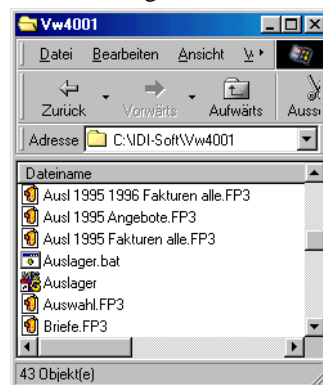 Vw4001
Datei Bearbeiten Ansicht
Zurück Vorwärts Aufwärts
Adresse C:\IDI-Soft\Vw4001
Dateiname
Ausl 1995 1996 Fakturen alle.FP3
Ausl 1995 Angebote.FP3
Ausl 1995 Fakturen alle.FP3
Auslager.bat
Auslager
Auswahl.FP3
Briefe.FP3
43 Objekt(e)